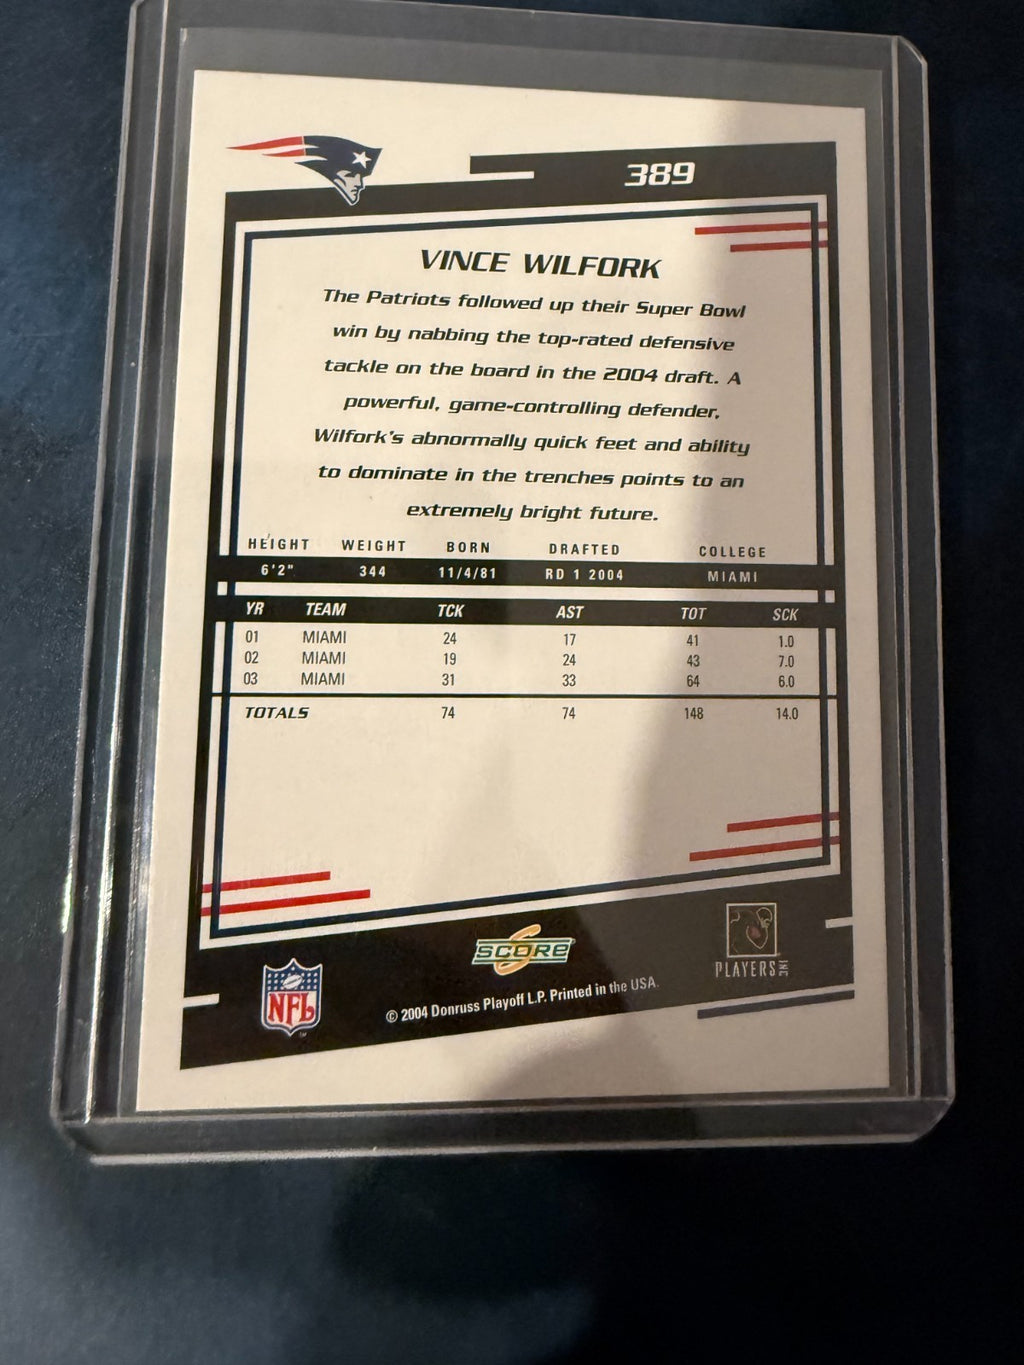 389
VINCE WILFORK
The Patriots followed up their Super Bowl
win by nabbing the top-rated defensive
tackle on the board in the 2004 draft. A
powerful, game-controlling defender,
Wilfork's abnormally quick feet and ability
to dominate in the trenches points to an
extremely bright future.
HEIGHT WEIGHT BORN DRAFTED COLLEGE
6'2" 344 11/4/81 RD 1 2004 MIAMI
YR TEAM TCK AST TOT SCK
01 MIAMI 24 17 41 1.0
02 MIAMI 19 24 43 7.0
03 MIAMI 31 33 64 6.0
TOTALS 74 74 148 14.0
SCORE
PLAYERS INC
NFL
© 2004 Donruss Playoff L.P. Printed in the USA.